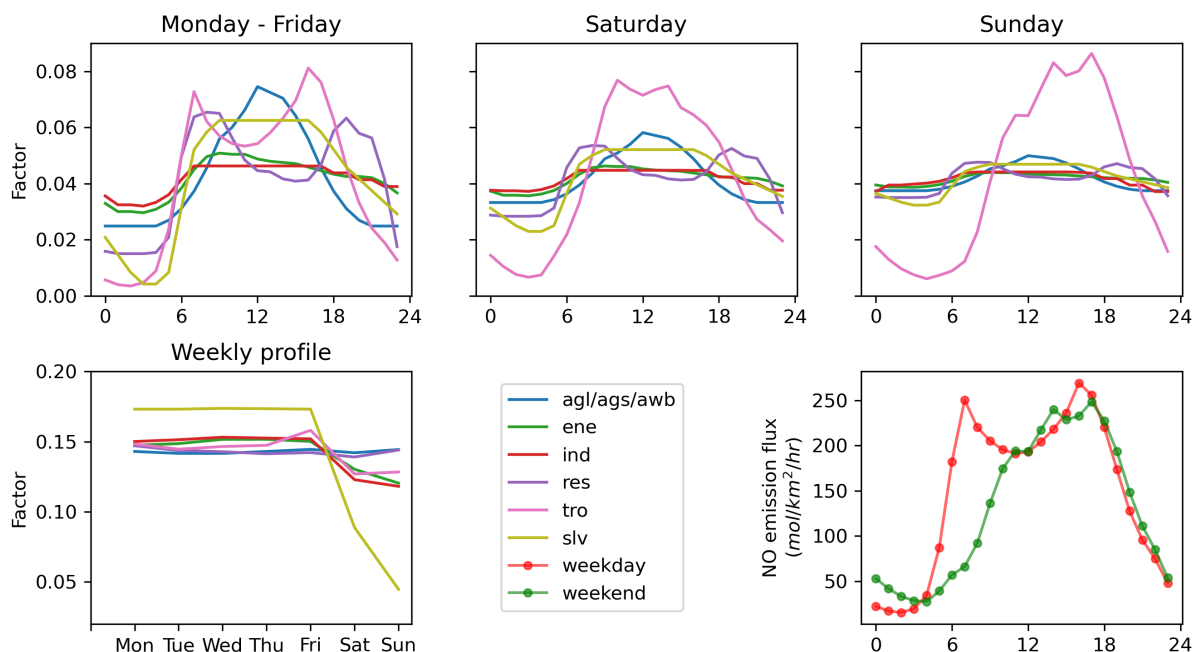 Monday - Friday
Saturday
Sunday
Factor
0.08
0.06
0.04
0.02
0.00
0 6 12 18 24
0 6 12 18 24
0 6 12 18 24
Weekly profile
Factor
0.20
0.15
0.10
0.05
Mon Tue Wed Thu Fri Sat Sun
agl/ags/awb
ene
ind
res
tro
slv
weekday
weekend
NO emission flux
(mol/km²/hr)
250
200
150
100
50
0 6 12 18 24